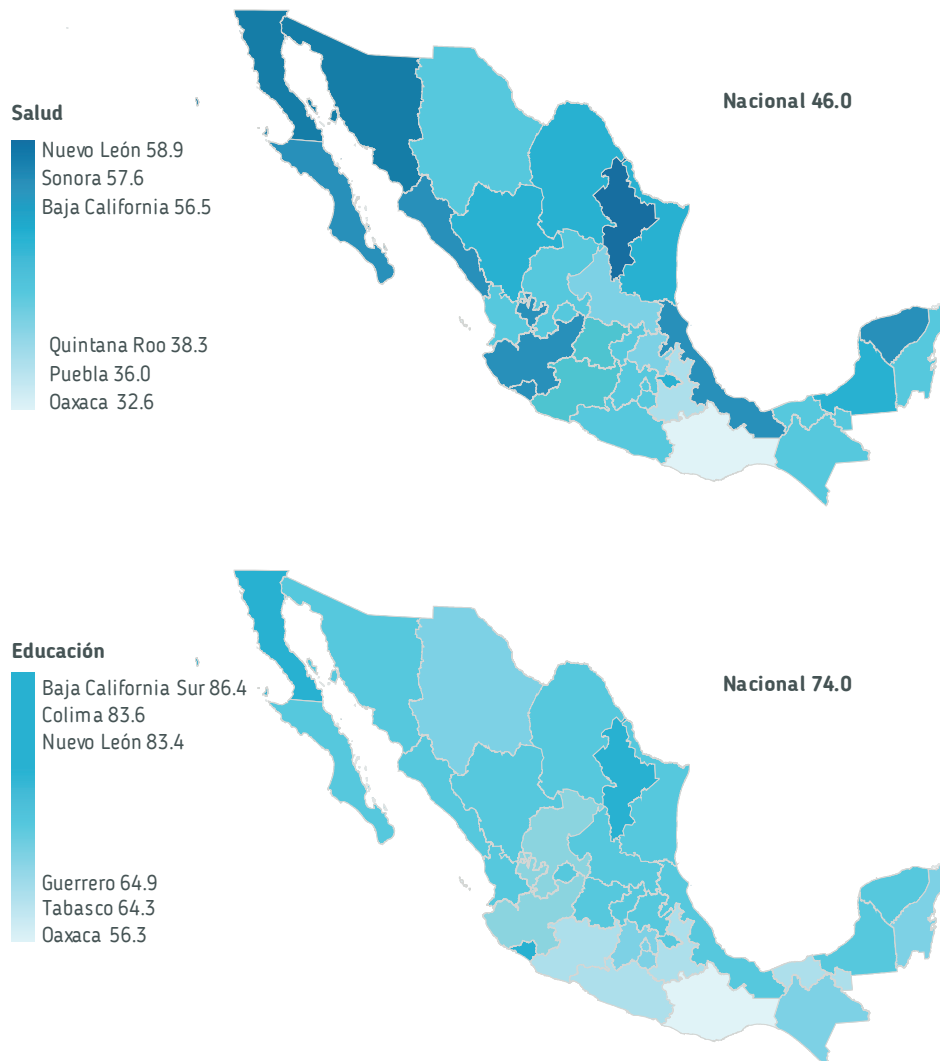 Nacional 46.0
Salud
Nuevo León 58.9
Sonora 57.6
Baja California 56.5
Quintana Roo 38.3
Puebla 36.0
Oaxaca 32.6
Educación
Nacional 74.0
Baja California Sur 86.4
Colima 83.6
Nuevo León 83.4
Guerrero 64.9
Tabasco 64.3
Oaxaca 56.3